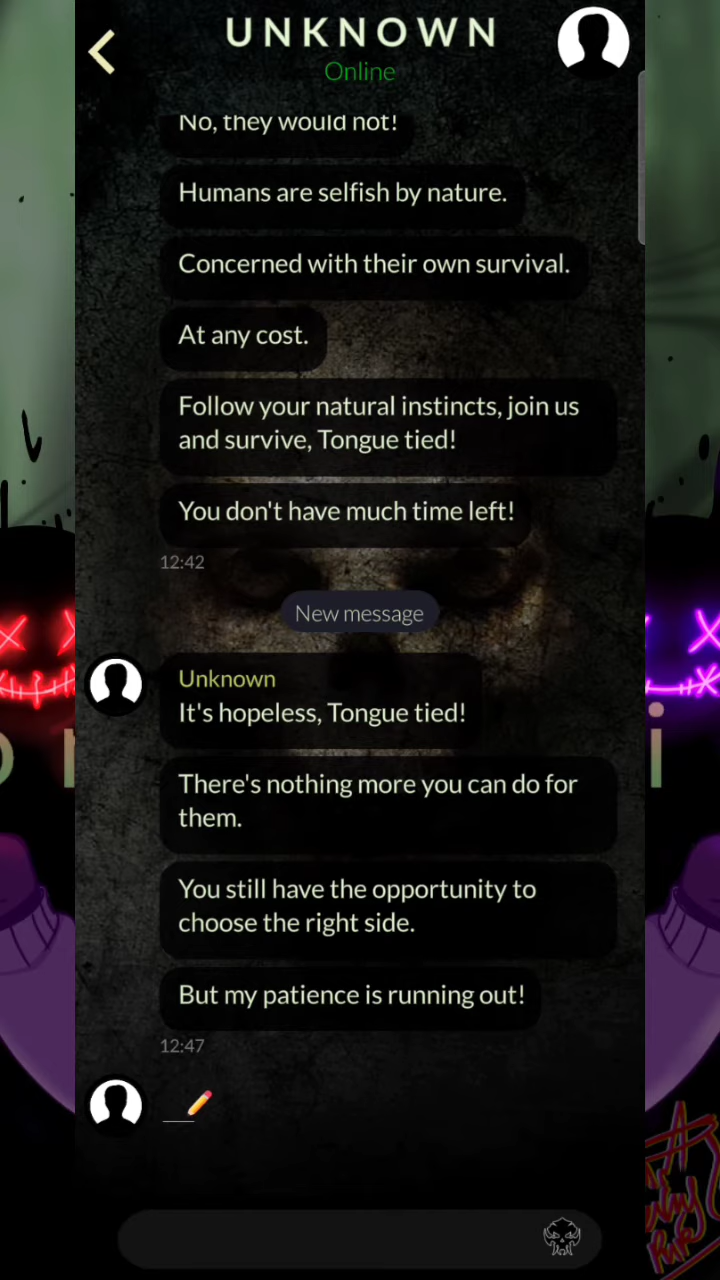 UNKNOWN
Online
No, they would not!
Humans are selfish by nature.
Concerned with their own survival.
At any cost.
Follow your natural instincts, join us
and survive, Tongue tied!
You don't have much time left!
12:42
New message
Unknown
It's hopeless, Tongue tied!
There's nothing more you can do for
them.
You still have the opportunity to
choose the right side.
But my patience is running out!
12:47